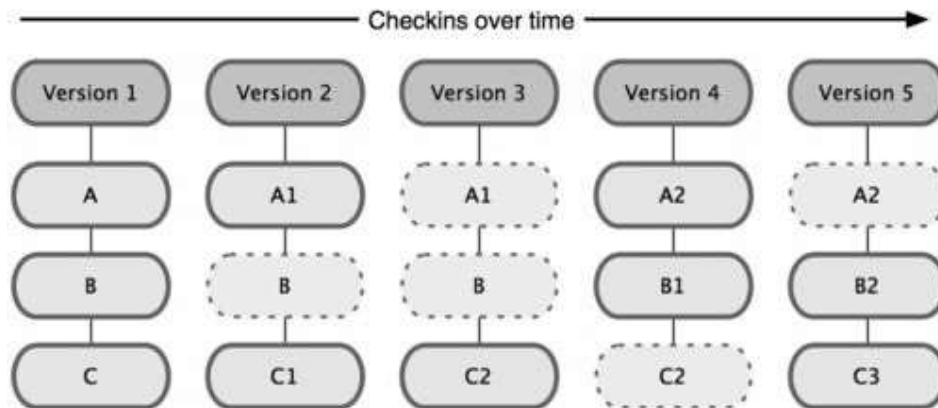 Checkins over time
Version 1 Version 2 Version 3 Version 4 Version 5
A A1 A1 A2 A2
B B B B1 B2
C C1 C2 C2 C3